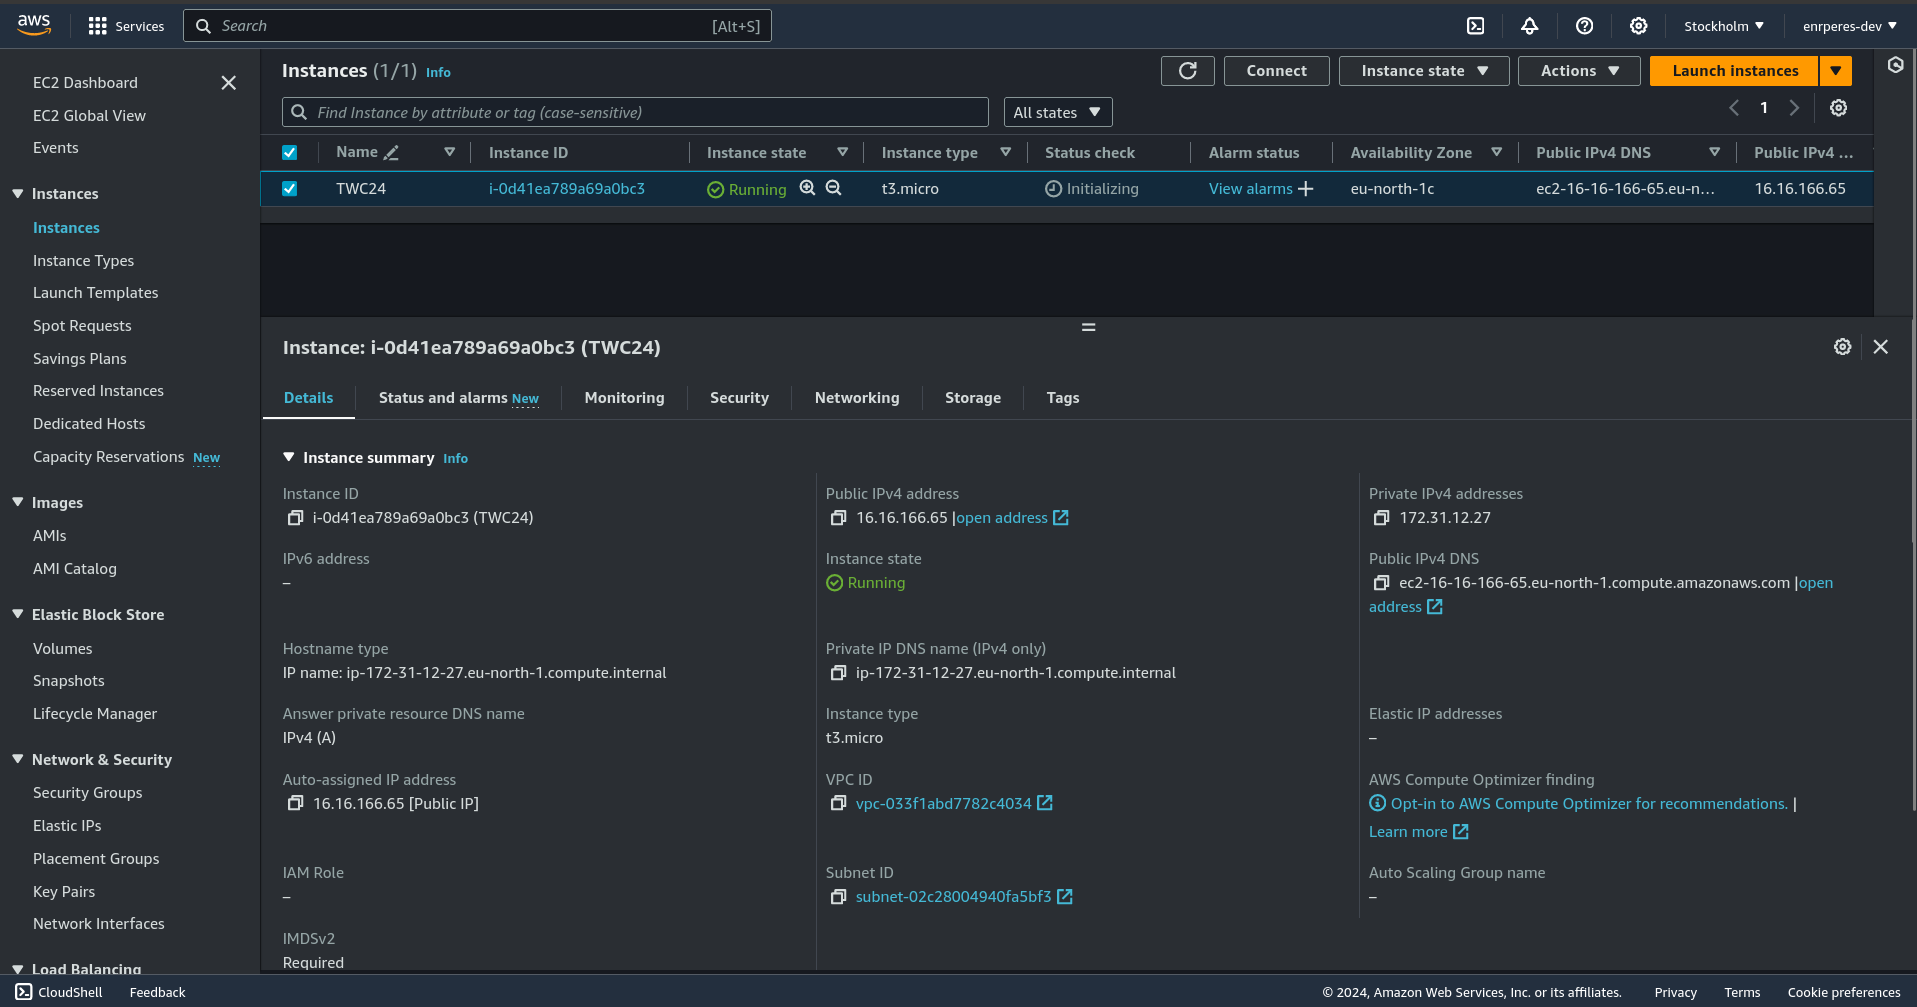 aws
Services
Search
[Alt+S]
Stockholm
enrperes-dev
EC2 Dashboard
EC2 Global View
Events
Instances
Instances
Instance Types
Launch Templates
Spot Requests
Savings Plans
Reserved Instances
Dedicated Hosts
Capacity Reservations New
Images
AMIs
AMI Catalog
Elastic Block Store
Volumes
Snapshots
Lifecycle Manager
Network & Security
Security Groups
Elastic IPs
Placement Groups
Key Pairs
Network Interfaces
Load Balancing
Instances (1/1) Info
Connect
Instance state
Actions
Launch instances
Find Instance by attribute or tag (case-sensitive)
All states
1
Name
Instance ID
Instance state
Instance type
Status check
Alarm status
Availability Zone
Public IPv4 DNS
Public IPv4 ...
TWC24
i-0d41ea789a69a0bc3
Running
t3.micro
Initializing
View alarms
eu-north-1c
ec2-16-16-166-65.eu-n...
16.16.166.65
Instance: i-0d41ea789a69a0bc3 (TWC24)
Details
Status and alarms New
Monitoring
Security
Networking
Storage
Tags
Instance summary Info
Instance ID
i-0d41ea789a69a0bc3 (TWC24)
Public IPv4 address
16.16.166.65 |open address
Private IPv4 addresses
172.31.12.27
IPv6 address
–
Instance state
Running
Public IPv4 DNS
ec2-16-16-166-65.eu-north-1.compute.amazonaws.com |open
address
Hostname type
IP name: ip-172-31-12-27.eu-north-1.compute.internal
Private IP DNS name (IPv4 only)
ip-172-31-12-27.eu-north-1.compute.internal
Answer private resource DNS name
IPv4 (A)
Instance type
t3.micro
Elastic IP addresses
–
Auto-assigned IP address
16.16.166.65 [Public IP]
VPC ID
vpc-033f1abd7782c4034
AWS Compute Optimizer finding
Opt-in to AWS Compute Optimizer for recommendations. |
Learn more
IAM Role
–
Subnet ID
subnet-02c28004940fa5bf3
Auto Scaling Group name
–
IMDSv2
Required
CloudShell
Feedback
© 2024, Amazon Web Services, Inc. or its affiliates.
Privacy
Terms
Cookie preferences